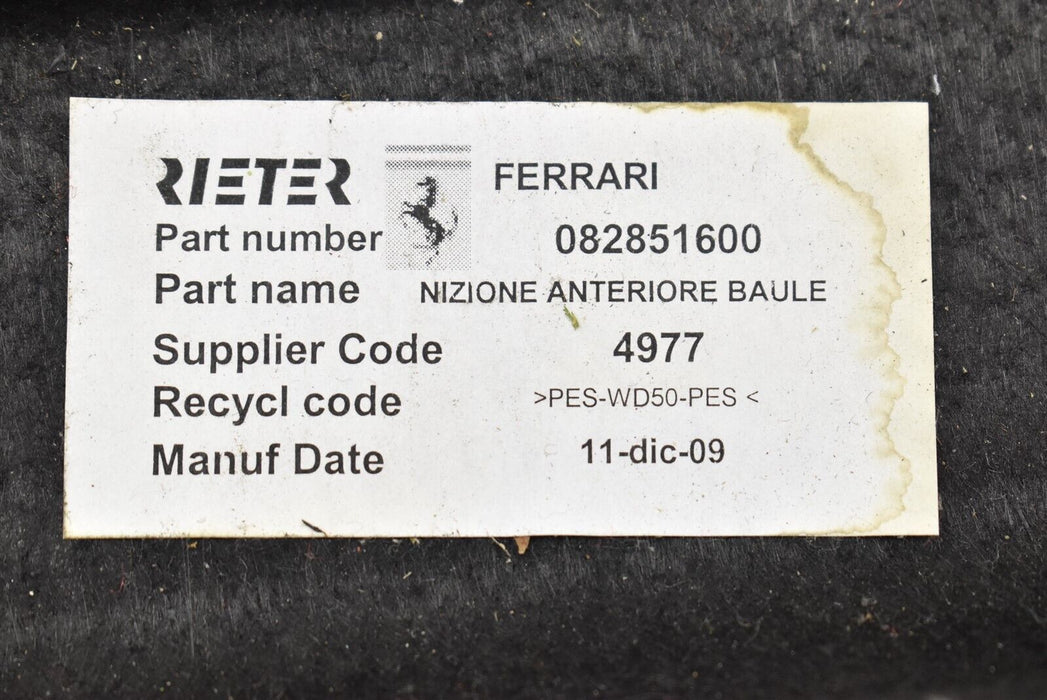 RIETER FERRARI
Part number 082851600
Part name NIZIONE ANTERIORE BAULE
Supplier Code 4977
Recycl code >PES-WD50-PES <
Manuf Date 11-dic-09